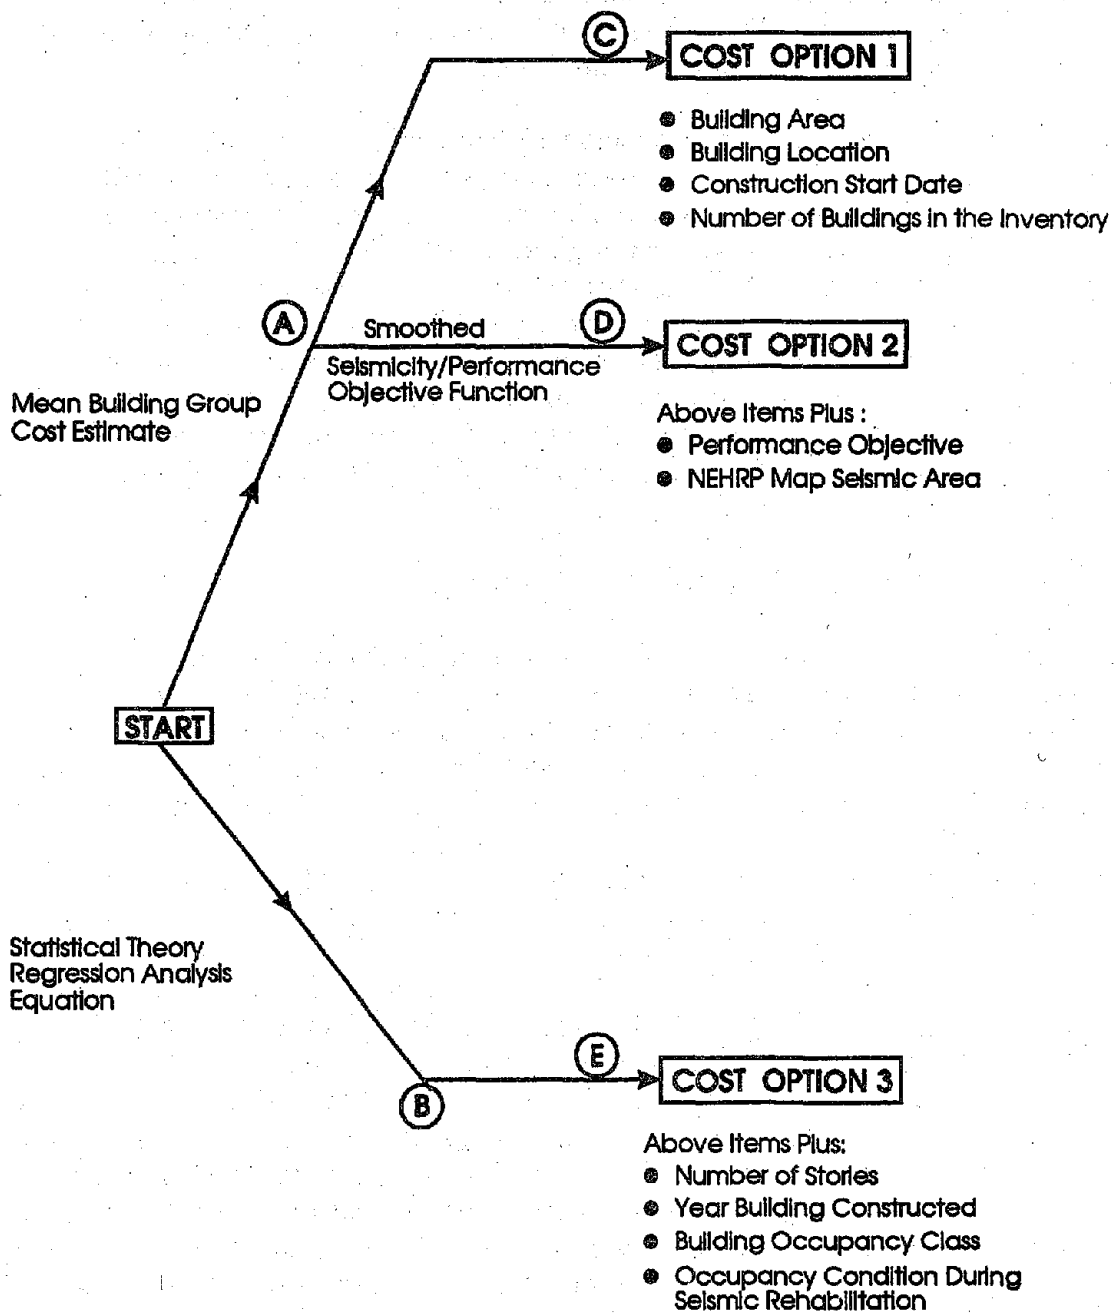 C
COST OPTION 1
Building Area
Building Location
Construction Start Date
Number of Buildings in the Inventory
A
Smoothed
D
COST OPTION 2
Seismicity/Performance
Objective Function
Mean Building Group
Cost Estimate
Above Items Plus :
Performance Objective
NEHRP Map Seismic Area
START
Statistical Theory
Regression Analysis
Equation
E
COST OPTION 3
B
Above Items Plus:
Number of Stories
Year Building Constructed
Building Occupancy Class
Occupancy Condition During
Seismic Rehabilitation